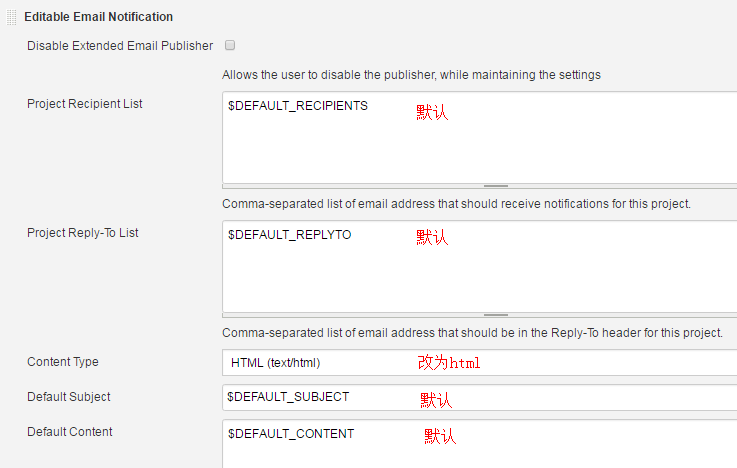 Editable Email Notification
Disable Extended Email Publisher
Allows the user to disable the publisher, while maintaining the settings
Project Recipient List
$DEFAULT_RECIPIENTS 默认
Comma-separated list of email address that should receive notifications for this project.
Project Reply-To List
$DEFAULT_REPLYTO 默认
Comma-separated list of email address that should be in the Reply-To header for this project.
Content Type HTML (text/html) 改为html
Default Subject $DEFAULT_SUBJECT 默认
Default Content $DEFAULT_CONTENT 默认